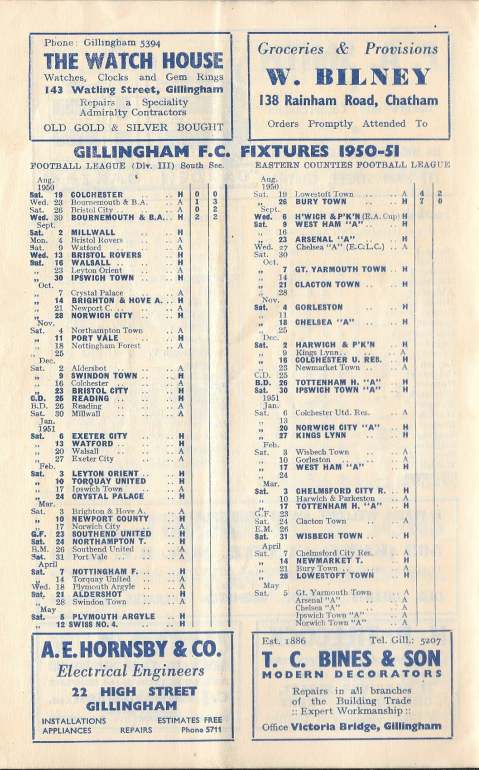 Phone: Gillingham 5394
THE WATCH HOUSE
Watches, Clocks and Gem Rings
143 Watling Street, Gillingham
Repairs a Speciality
Admiralty Contractors
OLD GOLD & SILVER BOUGHT
Groceries & Provisions
W. BILNEY
138 Rainham Road, Chatham
Orders Promptly Attended To
GILLINGHAM F.C. FIXTURES 1950-51
FOOTBALL LEAGUE (Div. III) South Sec.
Aug.
1950
Sat. 19 COLCHESTER .. .. H 0 0
Wed. 23 Bournemouth & B.A. .. A 1 3
Sat. 26 Bristol City .. .. A 0 2
Wed. 30 BOURNEMOUTH & B.A... H 2 2
Sept.
Sat. 2 MILLWALL .. .. H
Mon. 4 Bristol Rovers .. .. A
Sat. 9 Watford .. .. A
Wed. 13 BRISTOL ROVERS .. H
Sat. 16 WALSALL .. .. H
,, 23 Leyton Orient .. .. A
,, 30 IPSWICH TOWN .. H
Oct.
,, 7 Crystal Palace .. .. A
,, 14 BRIGHTON & HOVE A. .. H
,, 21 Newport C. .. .. A
,, 28 NORWICH CITY .. H
Nov.
Sat. 4 Northampton Town .. A
,, 11 PORT VALE .. .. H
,, 18 Nottingham Forest .. A
,, 25
Dec.
Sat. 2 Aldershot .. .. A
,, 9 SWINDON TOWN .. H
,, 16 Colchester .. .. A
,, 23 BRISTOL CITY .. H
C.D. 25 READING .. .. H
B.D. 26 Reading .. .. A
Sat. 30 Millwall .. .. A
Jan.
1951
Sat. 6 EXETER CITY .. .. H
,, 13 WATFORD .. .. H
,, 20 Walsall .. .. A
,, 27 Exeter City .. .. A
Feb.
Sat. 3 LEYTON ORIENT .. .. H
,, 10 TORQUAY UNITED .. H
,, 17 Ipswich Town .. .. A
,, 24 CRYSTAL PALACE .. H
Mar.
Sat. 3 Brighton & Hove A. .. A
,, 10 NEWPORT COUNTY .. H
,, 17 Norwich City .. .. A
G.F. 23 SOUTHEND UNITED .. H
Sat. 24 NORTHAMPTON T. .. H
B.M. 26 Southend United .. A
Sat. 31 Port Vale .. .. A
April
Sat. 7 NOTTINGHAM F. .. H
,, 14 Torquay United .. A
Wed. 18 Plymouth Argyle .. A
Sat. 21 ALDERSHOT .. .. H
,, 28 Swindon Town .. A
May
Sat. 5 PLYMOUTH ARGYLE .. H
,, 12 SWISS NO. 4. .. .. H
EASTERN COUNTIES FOOTBALL LEAGUE
Aug.
1950
Sat. 19 Lowestoft Town .. .. A 4 2
,, 26 BURY TOWN .. .. H 7 0
Sept.
Wed. 6 H'WICH & P'K'N (E.A. Cup) H
Sat. 9 WEST HAM "A" .. .. H
,, 16
,, 23 ARSENAL "A" .. .. H
Wed. 27 Chelsea "A" (E.C.L.C.) .. A
Sat. 30
Oct.
,, 7 GT. YARMOUTH TOWN .. H
,, 14
,, 21 CLACTON TOWN .. H
,, 28
Nov.
Sat. 4 GORLESTON .. .. H
,, 11
,, 18 CHELSEA "A" .. .. H
,, 25
Dec.
Sat. 2 HARWICH & P'K'N .. H
,, 9 Kings Lynn.. .. .. A
,, 16 COLCHESTER U. RES. .. H
,, 23 Newmarket Town .. A
C.D. 25
B.D. 26 TOTTENHAM H. "A" .. H
Sat. 30 IPSWICH TOWN "A" .. H
1951
Jan.
Sat. 6 Colchester Utd. Res. .. A
,, 13
,, 20 NORWICH CITY "A" .. H
,, 27 KINGS LYNN .. .. H
Feb.
Sat. 3 Wisbech Town .. .. A
,, 10 Gorleston .. .. A
,, 17 WEST HAM "A" .. H
,, 24
Mar.
Sat. 3 CHELMSFORD CITY R. .. H
,, 10 Harwich & Parkeston .. A
,, 17 TOTTENHAM H. "A" .. H
G.F. 23
Sat. 24 Clacton Town .. A
E.M. 26
Sat. 31 WISBECH TOWN .. H
April
Sat. 7 Chelmsford City Res. .. A
,, 14 NEWMARKET T. .. H
,, 21 Bury Town .. .. A
,, 28 LOWESTOFT TOWN .. H
May
Sat. 5 Gt. Yarmouth Town .. A
Arsenal "A" .. .. A
Chelsea "A" .. .. A
Ipswich Town "A" .. A
Norwich Town "A" .. A
A. E. HORNSBY & CO.
Electrical Engineers
22 HIGH STREET
GILLINGHAM
INSTALLATIONS ESTIMATES FREE
APPLIANCES REPAIRS Phone 5711
Est. 1886 Tel. Gill.: 5207
T. C. BINES & SON
MODERN DECORATORS
Repairs in all branches
of the Building Trade
:: Expert Workmanship ::
Office Victoria Bridge, Gillingham